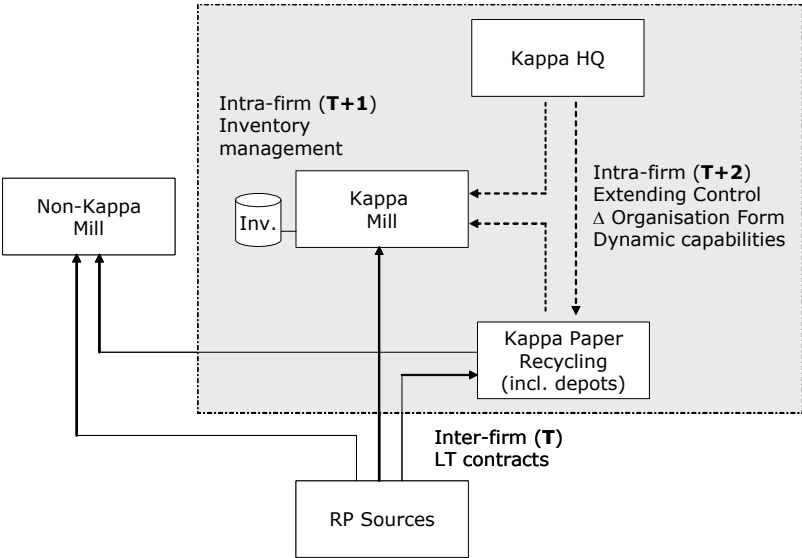 Kappa HQ
Intra-firm (T+1)
Inventory
management
Intra-firm (T+2)
Extending Control
Δ Organisation Form
Dynamic capabilities
Non-Kappa
Mill
Inv.
Kappa
Mill
Kappa Paper
Recycling
(incl. depots)
Inter-firm (T)
LT contracts
RP Sources